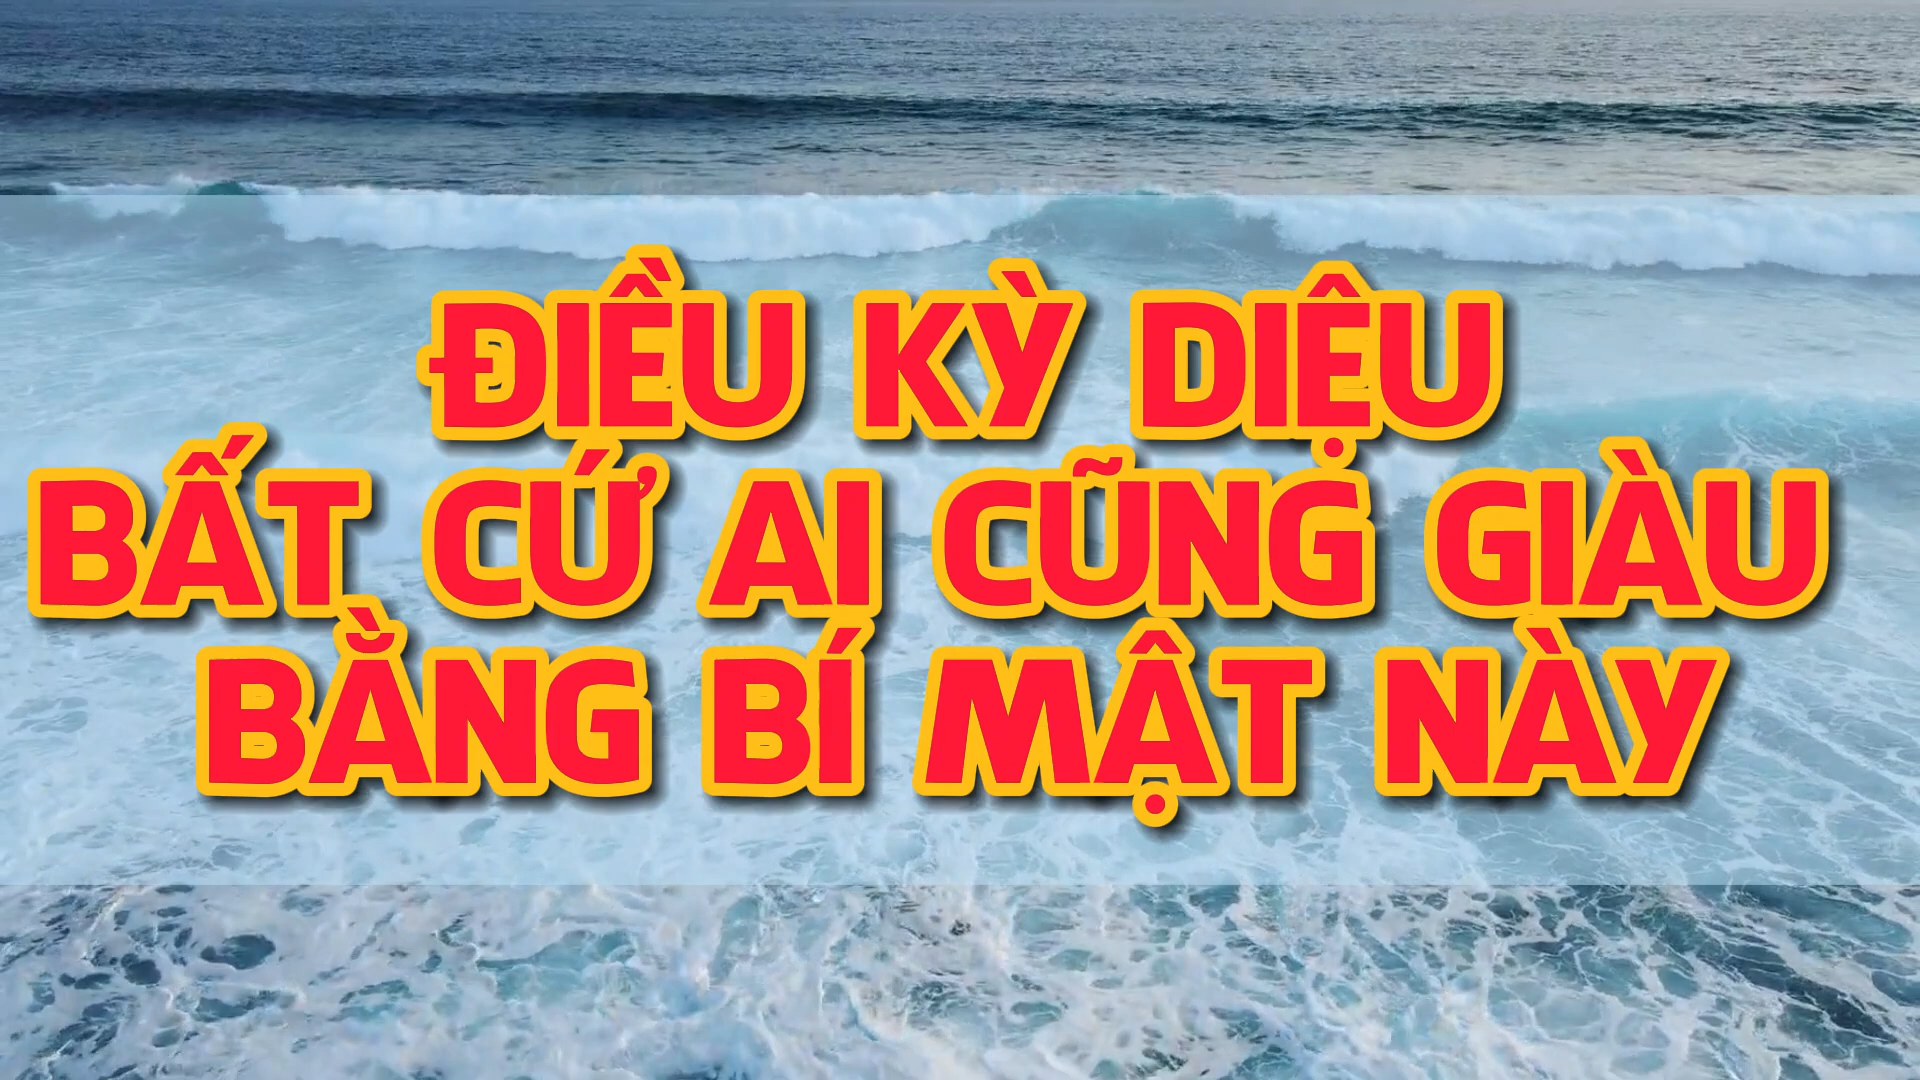 ĐIỀU KỲ DIỆU
BẤT CỨ AI CŨNG GIÀU
BẰNG BÍ MẬT NÀY